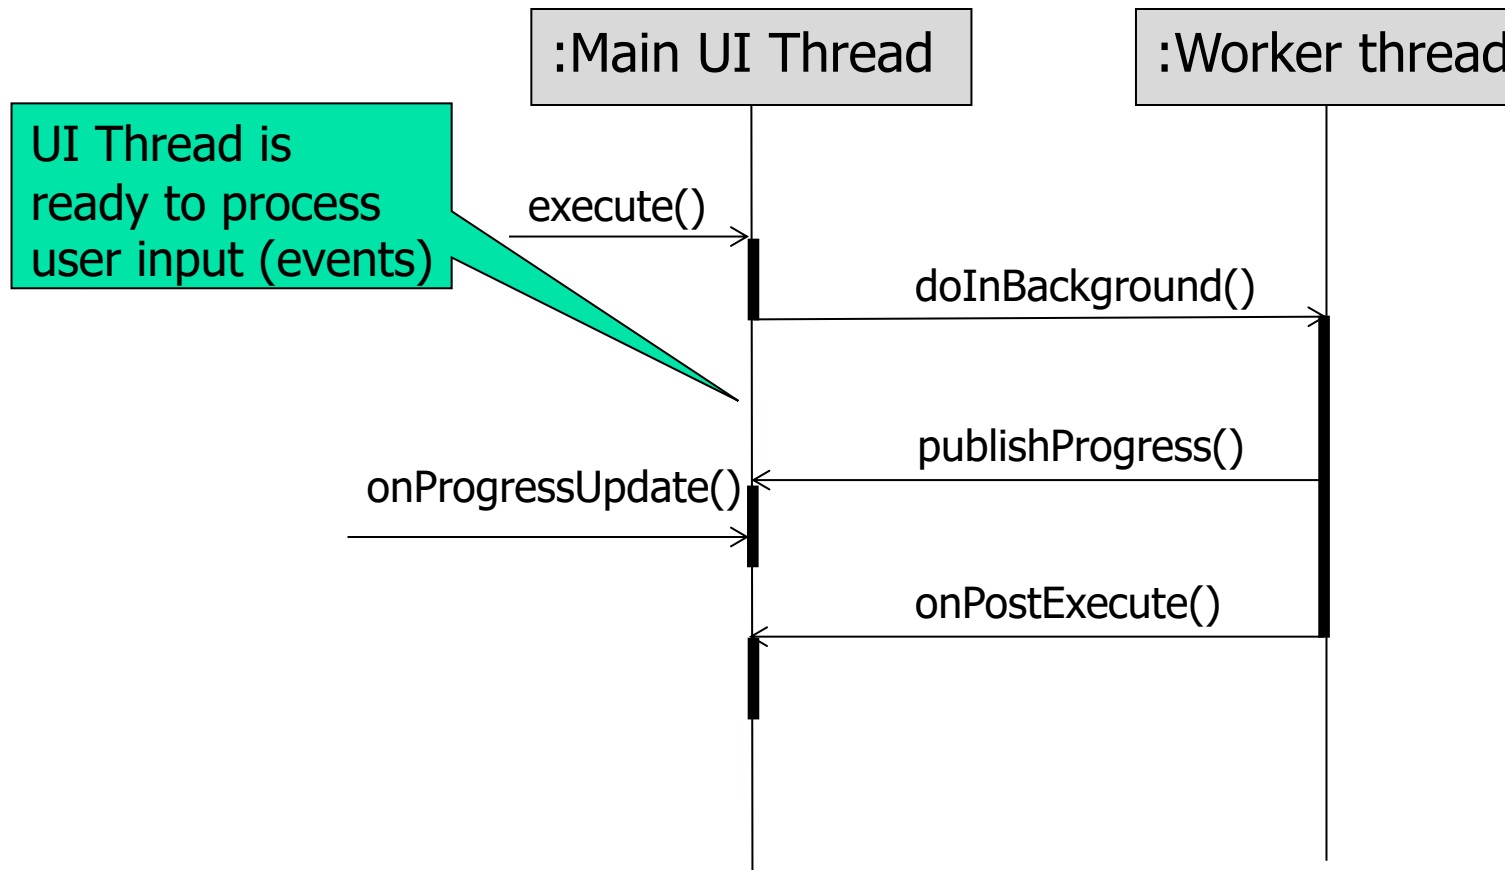 :Main UI Thread
:Worker thread
UI Thread is
ready to process
user input (events)
execute()
doInBackground()
publishProgress()
onProgressUpdate()
onPostExecute()